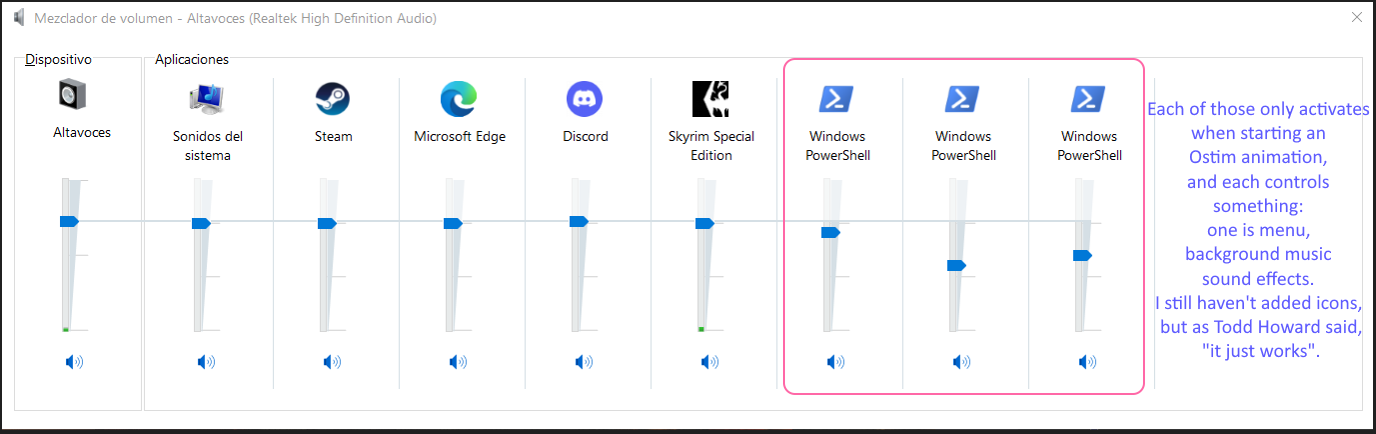 Mezclador de volumen - Altavoces (Realtek High Definition Audio)
Dispositivo
Aplicaciones
Altavoces
Sonidos del
sistema
Steam
Microsoft Edge
Discord
Skyrim Special
Edition
Windows
PowerShell
Windows
PowerShell
Windows
PowerShell
Each of those only activates
when starting an
Ostim animation,
and each controls
something:
one is menu,
background music
sound effects.
I still haven't added icons,
but as Todd Howard said,
"it just works".